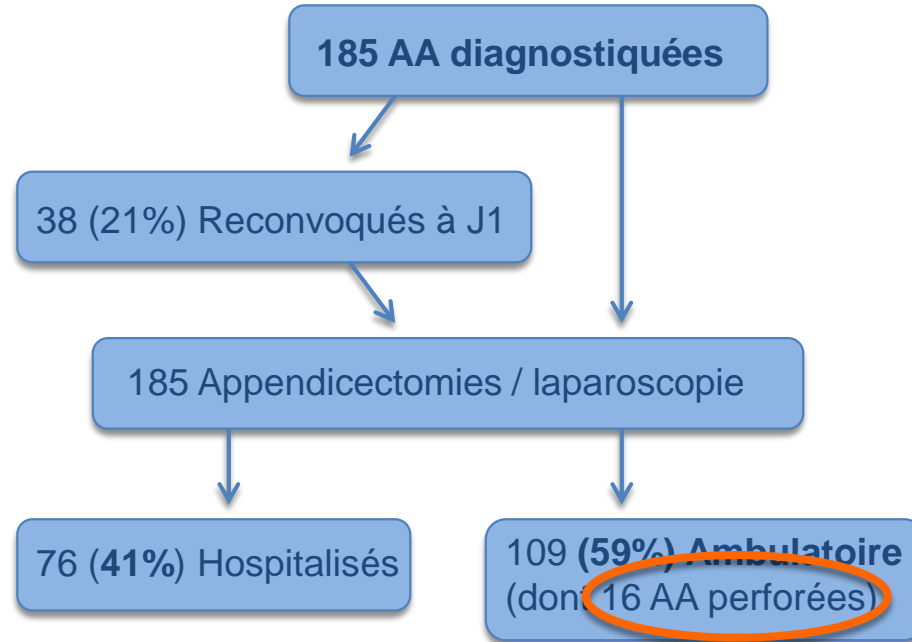 185 AA diagnostiquées
38 (21%) Reconvoqués à J1
185 Appendicectomies / laparoscopie
76 (41%) Hospitalisés
109 (59%) Ambulatoire
(dont 16 AA perforées)